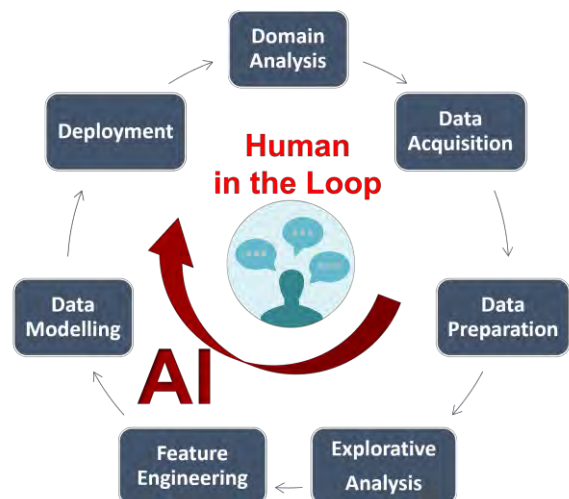 Domain
Analysis
Deployment
Data
Acquisition
Human
in the Loop
Data
Modelling
Data
Preparation
AI
Feature
Engineering
Explorative
Analysis